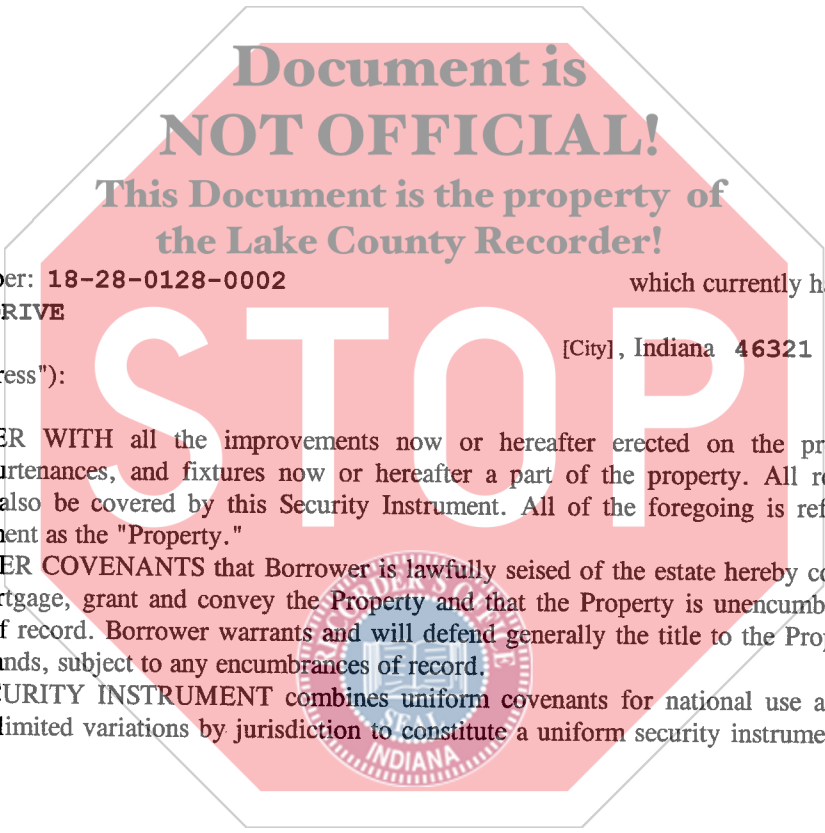 Document is
NOT OFFICIAL!
This Document is the property of
the Lake County Recorder!
er: 18-28-0128-0002 which currently h
RIVE
[City], Indiana 46321
ress"):
STOP
ER WITH all the improvements now or hereafter erected on the pr
urtenances, and fixtures now or hereafter a part of the property. All r
also be covered by this Security Instrument. All of the foregoing is ref
ent as the "Property."
ER COVENANTS that Borrower is lawfully seised of the estate hereby c
rtgage, grant and convey the Property and that the Property is unencumb
f record. Borrower warrants and will defend generally the title to the Prop
nds, subject to any encumbrances of record.
CURITY INSTRUMENT combines uniform covenants for national use a
limited variations by jurisdiction to constitute a uniform security instrume
RECORDER'S OFFICE
SEAL
INDIANA